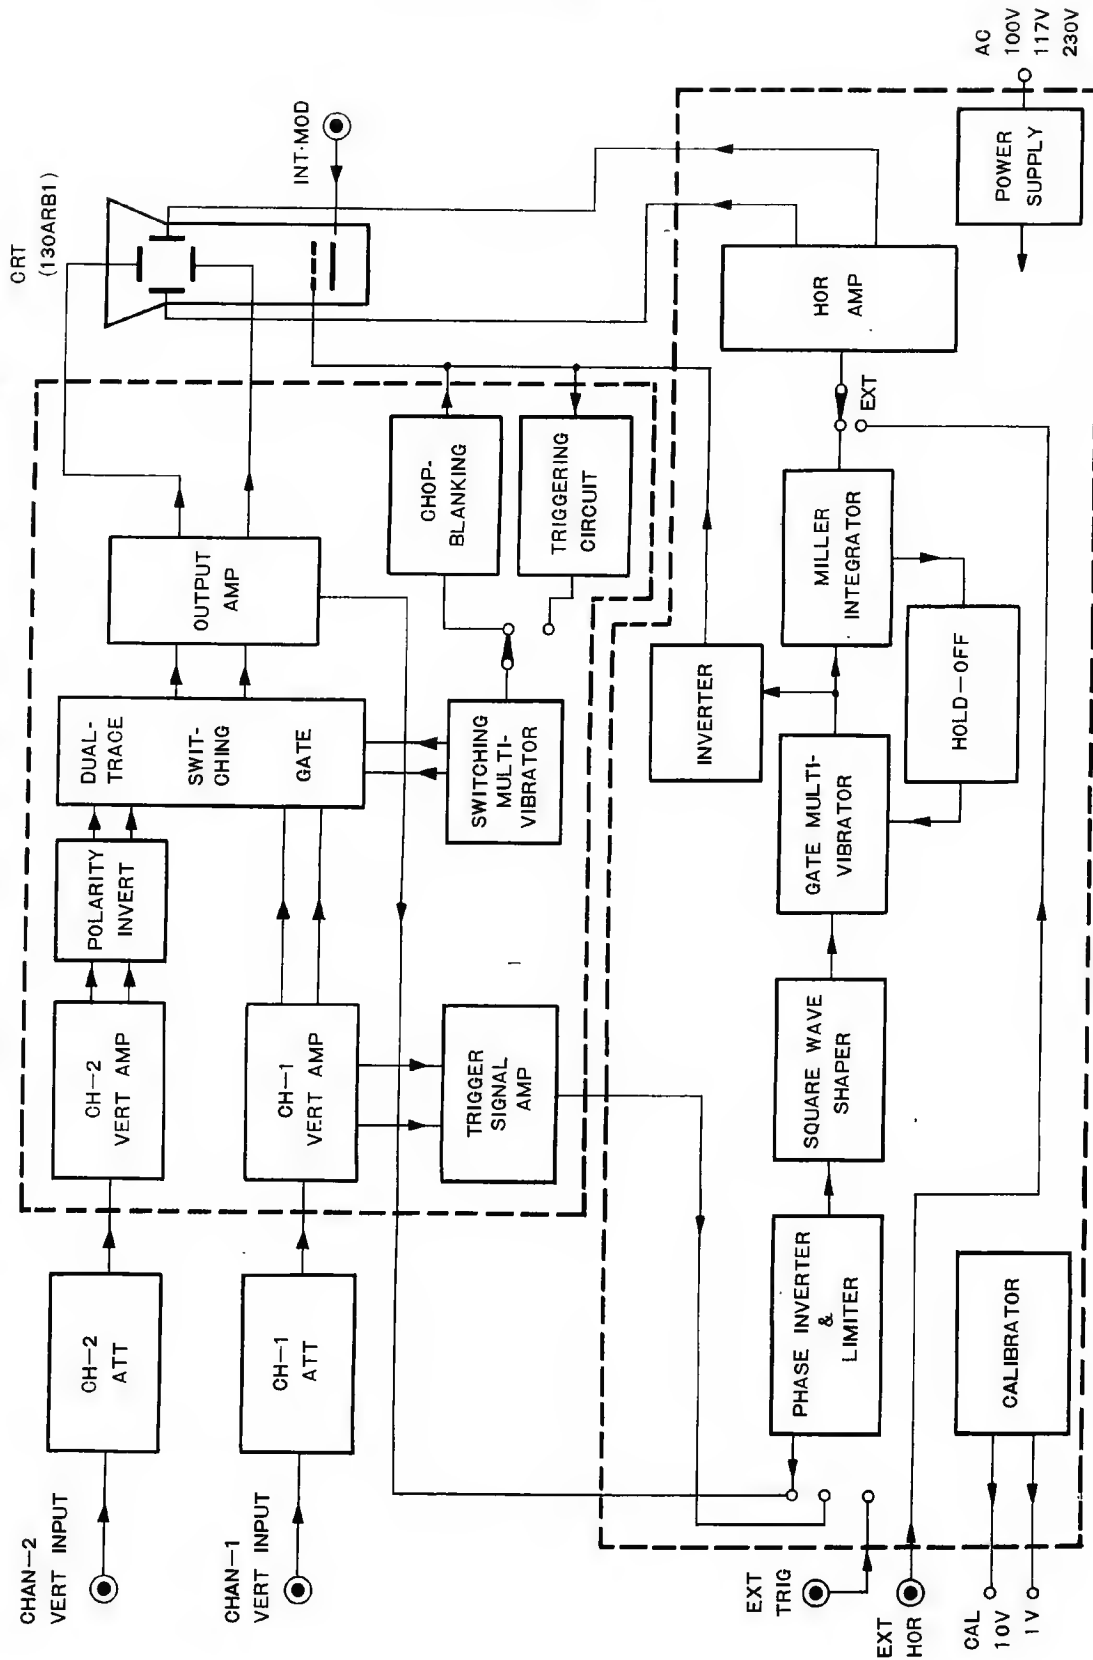 CHAN-2
VERT INPUT
CH-2
ATT
CH-2
VERT AMP
POLARITY
INVERT
DUAL-
TRACE
SWIT-
CHING
GATE
OUTPUT
AMP
CRT
(130ARB1)
INT·MOD
CHAN-1
VERT INPUT
CH-1
ATT
CH-1
VERT AMP
TRIGGER
SIGNAL
AMP
SWITCHING
MULTI-
VIBRATOR
CHOP-
BLANKING
TRIGGERING
CIRCUIT
EXT
TRIG
PHASE INVERTER
&
LIMITER
SQUARE WAVE
SHAPER
GATE MULTI-
VIBRATOR
INVERTER
MILLER
INTEGRATOR
HOLD-OFF
EXT
HOR
AMP
EXT
HOR
CAL
10V
1V
CALIBRATOR
POWER
SUPPLY
AC
100V
117V
230V